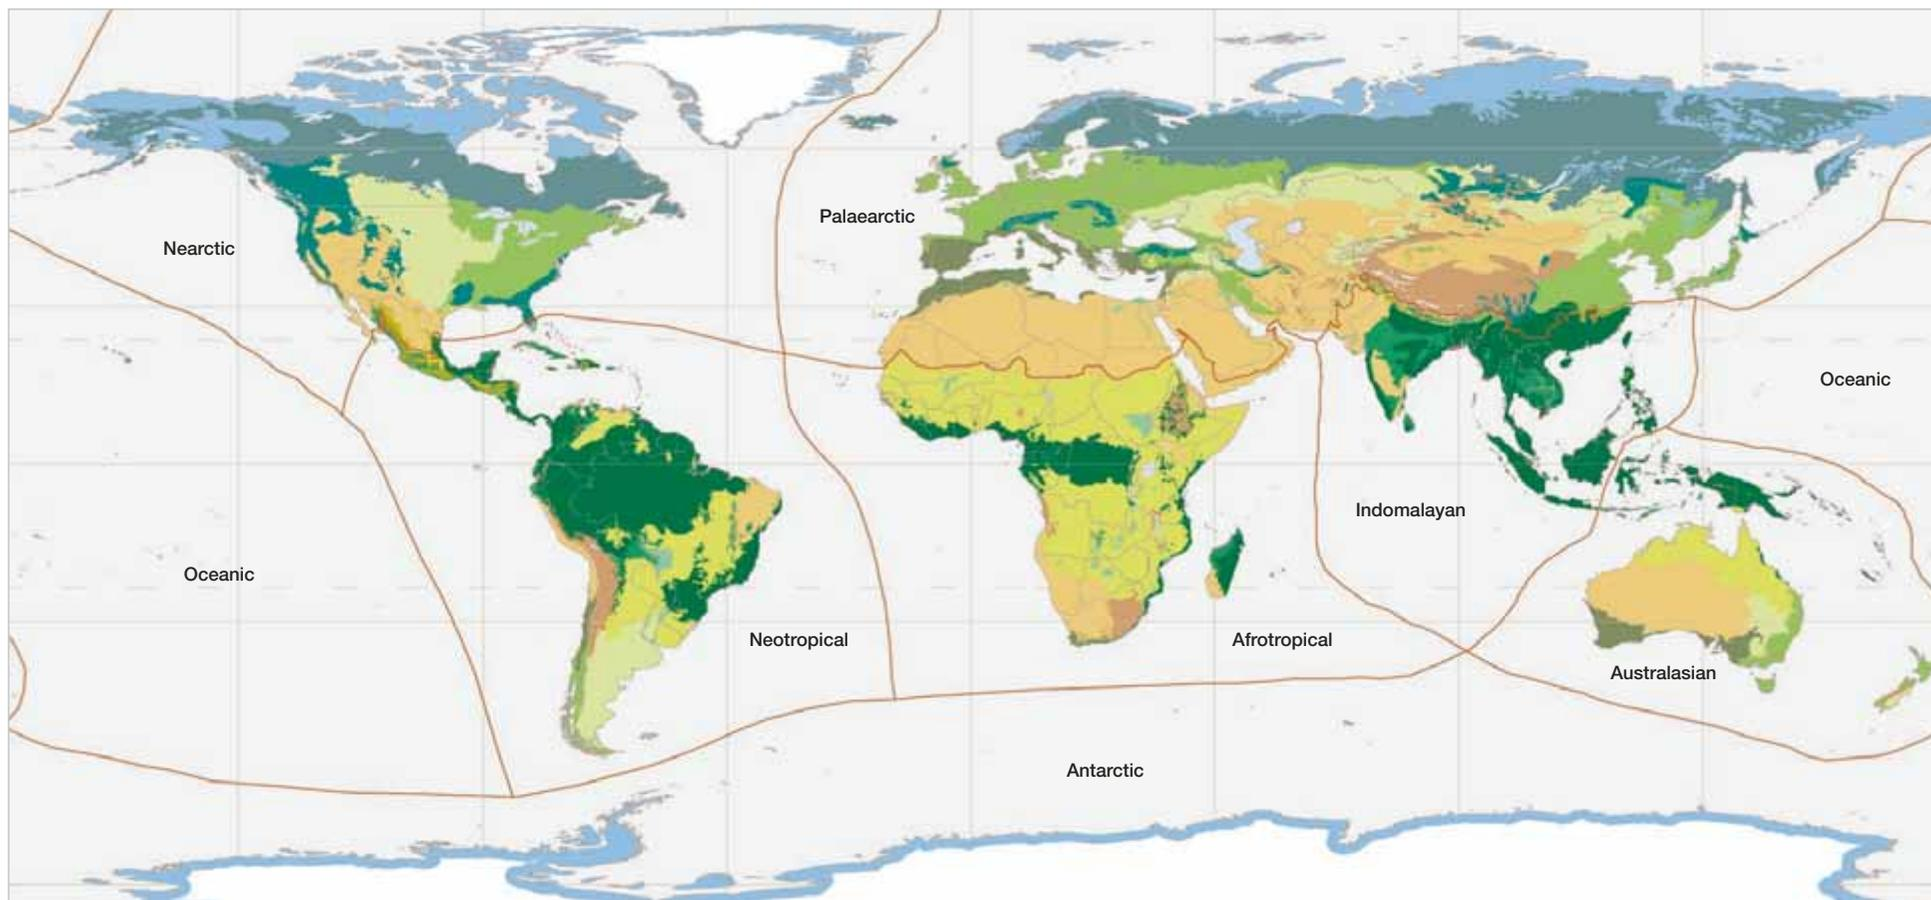 Palaearctic
Nearctic
Oceanic
Indomalayan
Oceanic
Neotropical
Afrotropical
Australasian
Antarctic